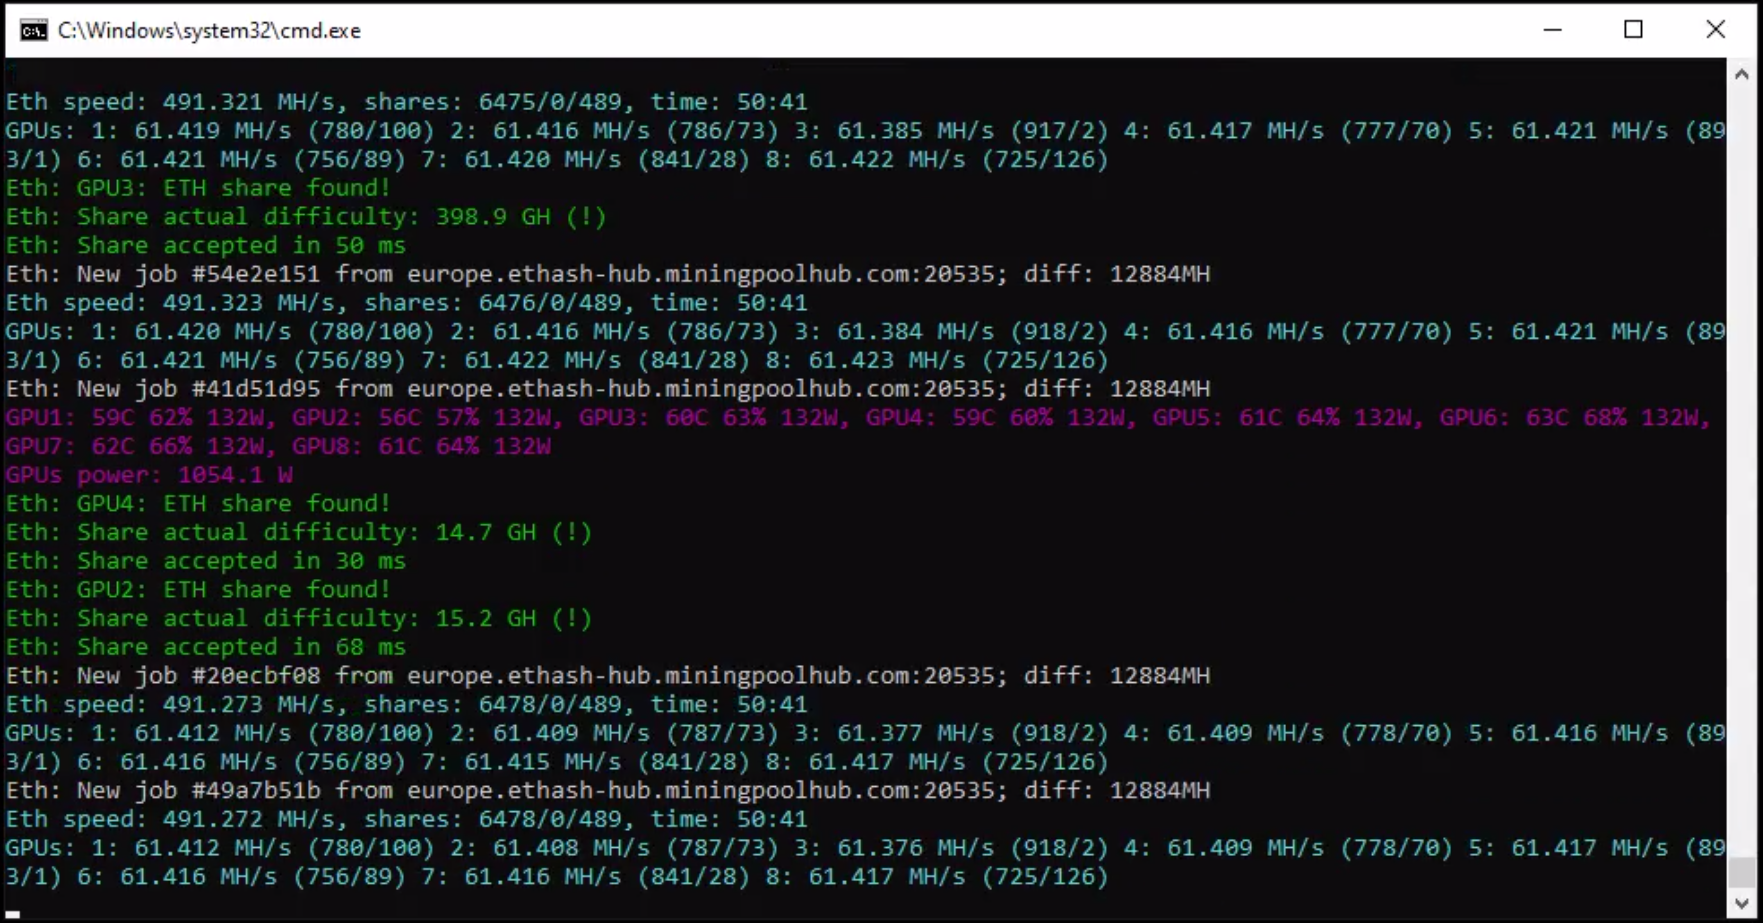 C:\Windows\system32\cmd.exe
Eth speed: 491.321 MH/s, shares: 6475/0/489, time: 50:41
GPUs: 1: 61.419 MH/s (780/100) 2: 61.416 MH/s (786/73) 3: 61.385 MH/s (917/2) 4: 61.417 MH/s (777/70) 5: 61.421 MH/s (89
3/1) 6: 61.421 MH/s (756/89) 7: 61.420 MH/s (841/28) 8: 61.422 MH/s (725/126)
Eth: GPU3: ETH share found!
Eth: Share actual difficulty: 398.9 GH (!)
Eth: Share accepted in 50 ms
Eth: New job #54e2e151 from europe.ethash-hub.miningpoolhub.com:20535; diff: 12884MH
Eth speed: 491.323 MH/s, shares: 6476/0/489, time: 50:41
GPUs: 1: 61.420 MH/s (780/100) 2: 61.416 MH/s (786/73) 3: 61.384 MH/s (918/2) 4: 61.416 MH/s (777/70) 5: 61.421 MH/s (89
3/1) 6: 61.421 MH/s (756/89) 7: 61.422 MH/s (841/28) 8: 61.423 MH/s (725/126)
Eth: New job #41d51d95 from europe.ethash-hub.miningpoolhub.com:20535; diff: 12884MH
GPU1: 59C 62% 132W, GPU2: 56C 57% 132W, GPU3: 60C 63% 132W, GPU4: 59C 60% 132W, GPU5: 61C 64% 132W, GPU6: 63C 68% 132W,
GPU7: 62C 66% 132W, GPU8: 61C 64% 132W
GPUs power: 1054.1 W
Eth: GPU4: ETH share found!
Eth: Share actual difficulty: 14.7 GH (!)
Eth: Share accepted in 30 ms
Eth: GPU2: ETH share found!
Eth: Share actual difficulty: 15.2 GH (!)
Eth: Share accepted in 68 ms
Eth: New job #20ecbf08 from europe.ethash-hub.miningpoolhub.com:20535; diff: 12884MH
Eth speed: 491.273 MH/s, shares: 6478/0/489, time: 50:41
GPUs: 1: 61.412 MH/s (780/100) 2: 61.409 MH/s (787/73) 3: 61.377 MH/s (918/2) 4: 61.409 MH/s (778/70) 5: 61.416 MH/s (89
3/1) 6: 61.416 MH/s (756/89) 7: 61.415 MH/s (841/28) 8: 61.417 MH/s (725/126)
Eth: New job #49a7b51b from europe.ethash-hub.miningpoolhub.com:20535; diff: 12884MH
Eth speed: 491.272 MH/s, shares: 6478/0/489, time: 50:41
GPUs: 1: 61.412 MH/s (780/100) 2: 61.408 MH/s (787/73) 3: 61.376 MH/s (918/2) 4: 61.409 MH/s (778/70) 5: 61.417 MH/s (89
3/1) 6: 61.416 MH/s (756/89) 7: 61.416 MH/s (841/28) 8: 61.417 MH/s (725/126)